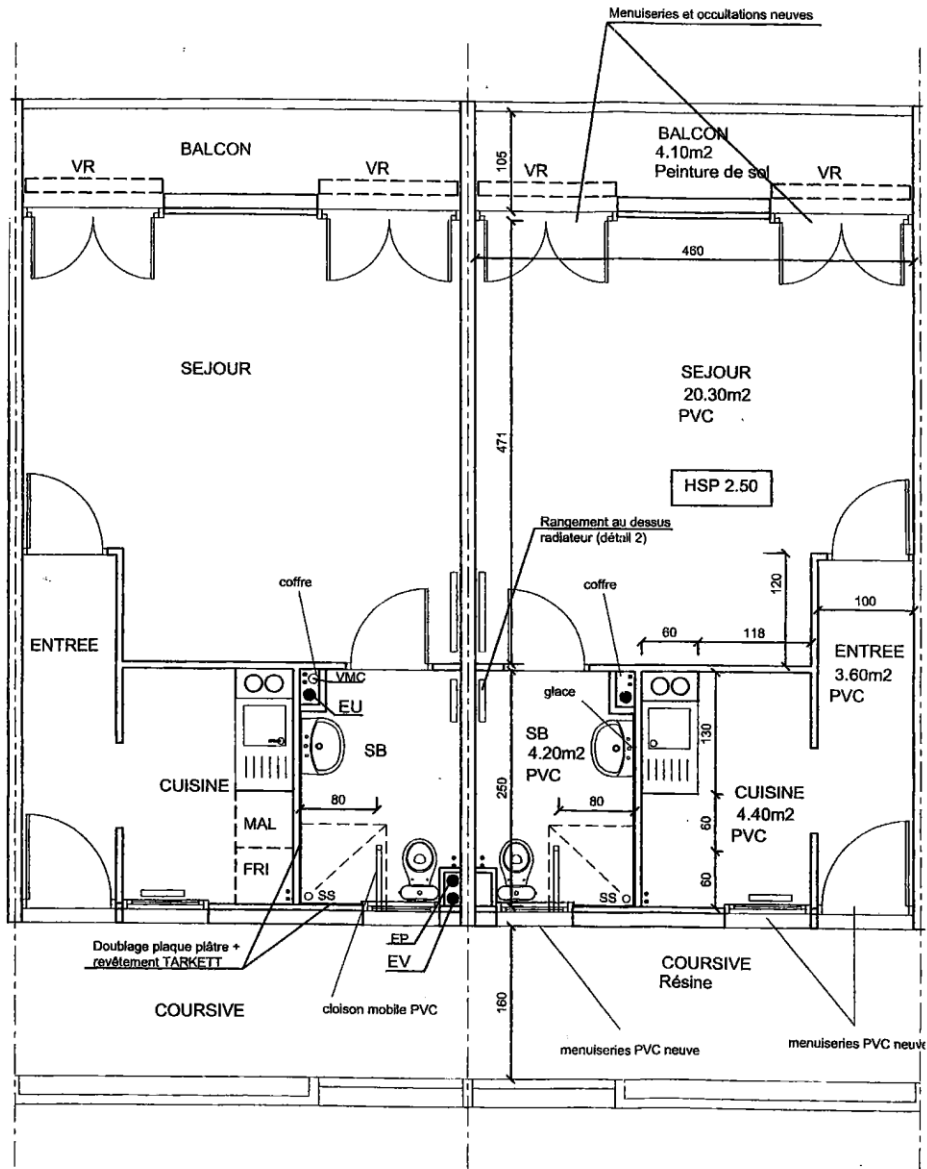 Menuiseries et occultations neuves
BALCON
BALCON
4.10m2
Peinture de sol
VR
VR
VR
VR
105
460
SEJOUR
SEJOUR
20.30m2
PVC
471
HSP 2.50
Rangement au dessus
radiateur (détail 2)
coffre
coffre
120
100
60
118
ENTREE
ENTREE
3.60m2
PVC
VMC
EU
glace
SB
SB
4.20m2
PVC
130
CUISINE
CUISINE
4.40m2
PVC
80
250
80
60
60
MAL
FRI
SS
SS
EP
EV
Doublage plaque plâtre +
revêtement TARKETT
COURSIVE
cloison mobile PVC
COURSIVE
Résine
160
menuiseries PVC neuve
menuiseries PVC neuve